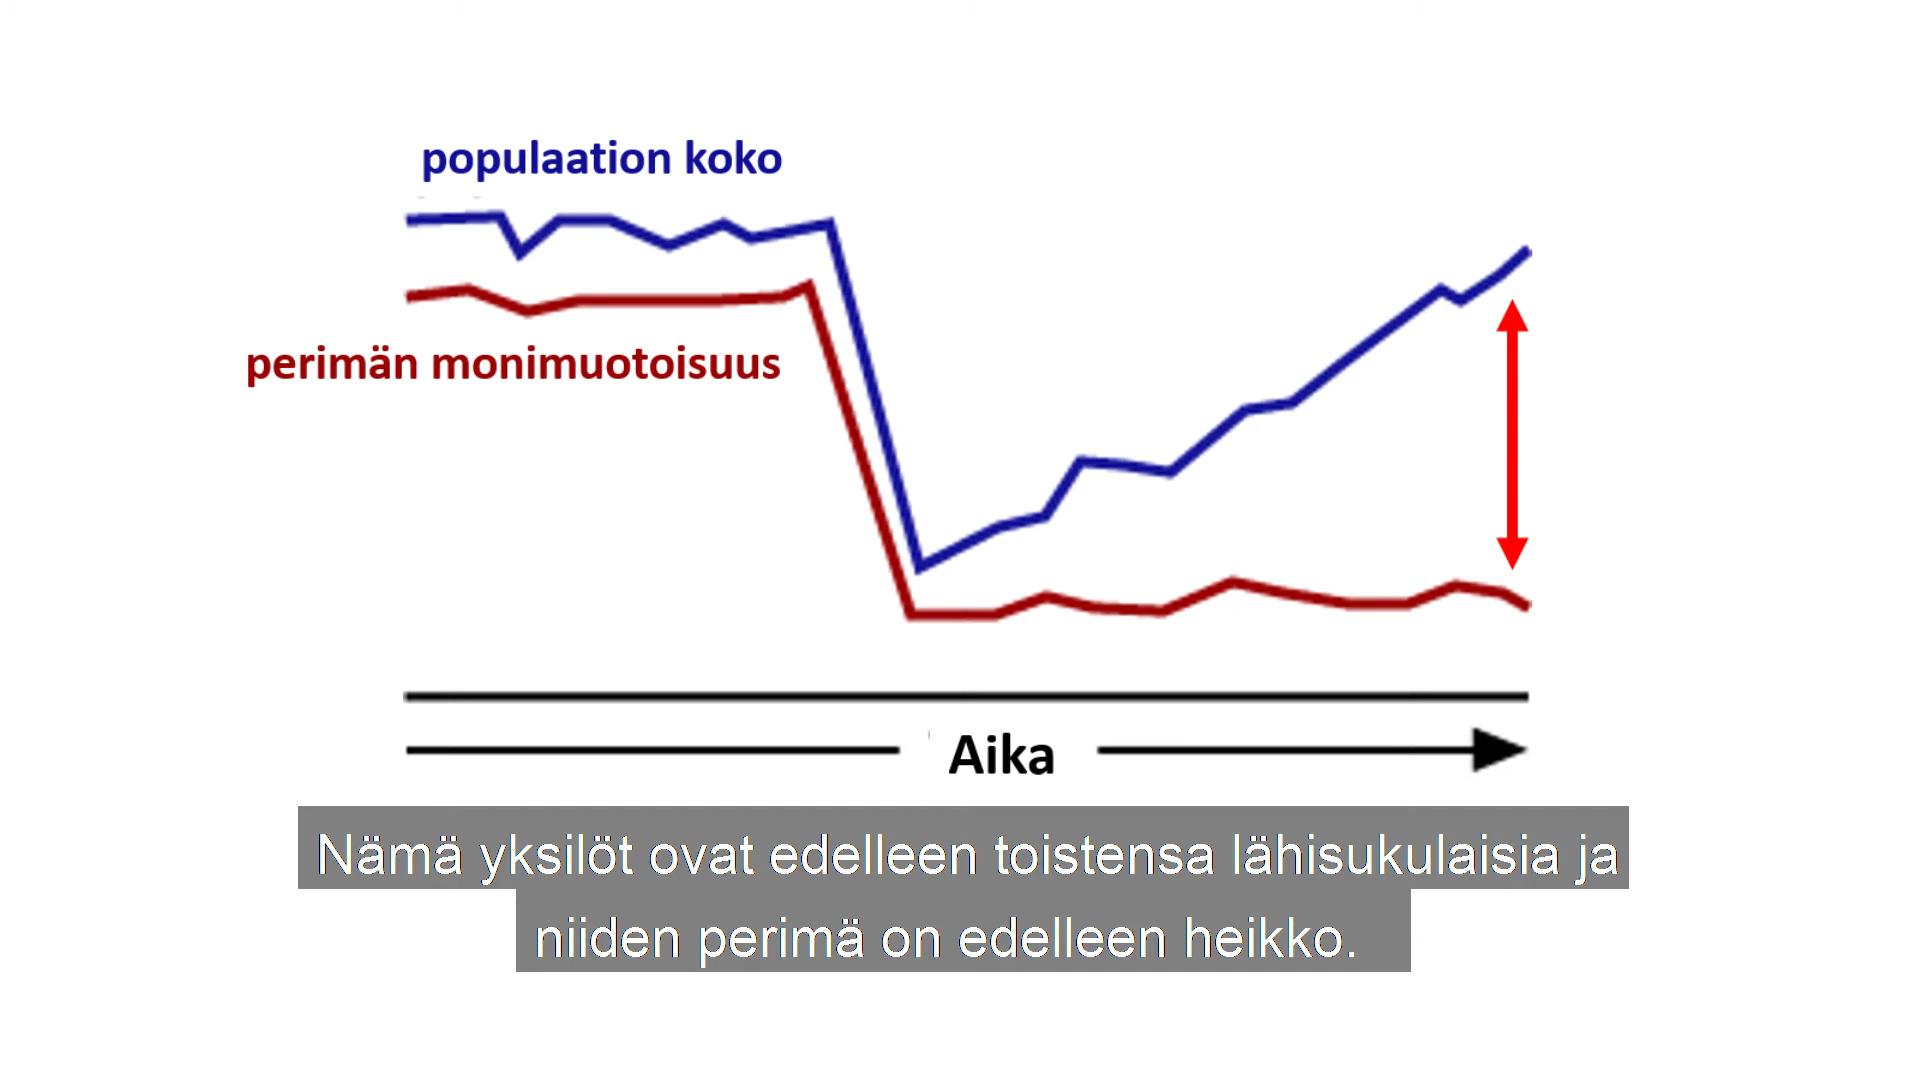 populaation koko
perimän monimuotoisuus
Aika
Nämä yksilöt ovat edelleen toistensa lähisukulaisia ja
niiden perimä on edelleen heikko.